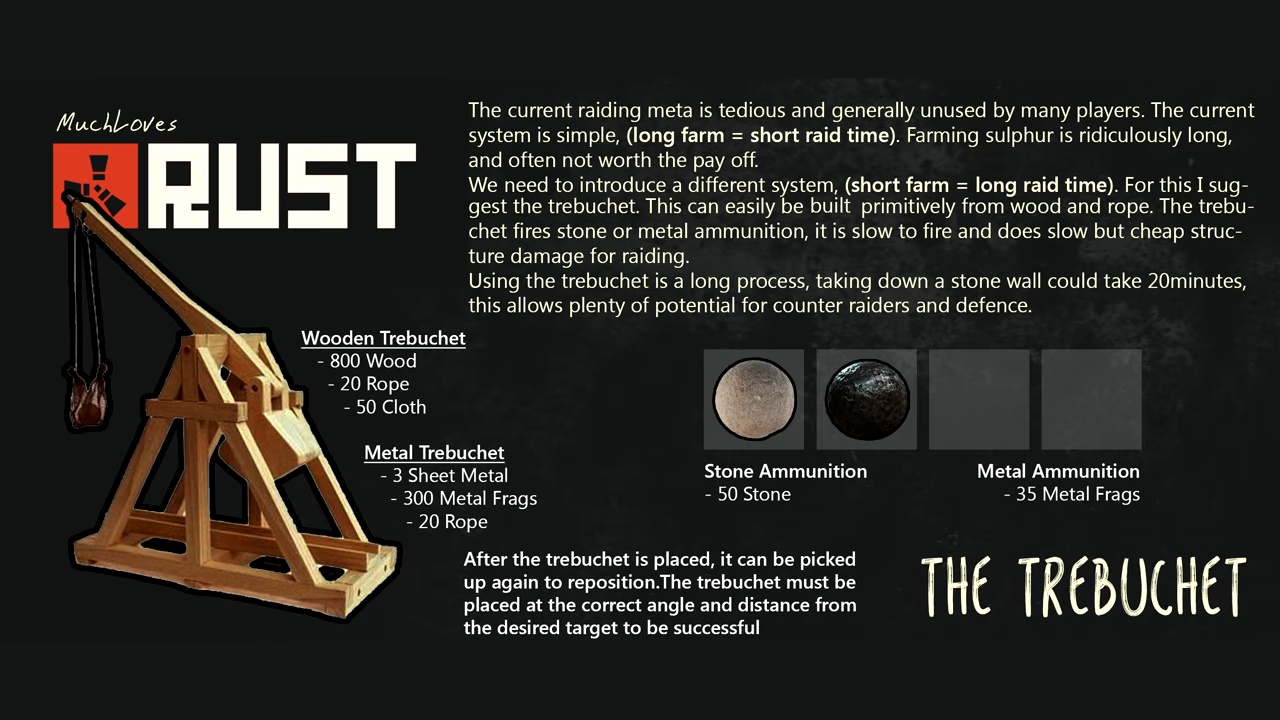 MuchLoves
RUST
The current raiding meta is tedious and generally unused by many players. The current
system is simple, (long farm = short raid time). Farming sulphur is ridiculously long,
and often not worth the pay off.
We need to introduce a different system, (short farm = long raid time). For this I sug-
gest the trebuchet. This can easily be built primitively from wood and rope. The trebu-
chet fires stone or metal ammunition, it is slow to fire and does slow but cheap struc-
ture damage for raiding.
Using the trebuchet is a long process, taking down a stone wall could take 20minutes,
this allows plenty of potential for counter raiders and defence.
Wooden Trebuchet
- 800 Wood
- 20 Rope
- 50 Cloth
Metal Trebuchet
- 3 Sheet Metal
- 300 Metal Frags
- 20 Rope
Stone Ammunition
- 50 Stone
Metal Ammunition
- 35 Metal Frags
After the trebuchet is placed, it can be picked
up again to reposition.The trebuchet must be
placed at the correct angle and distance from
the desired target to be successful
THE TREBUCHET